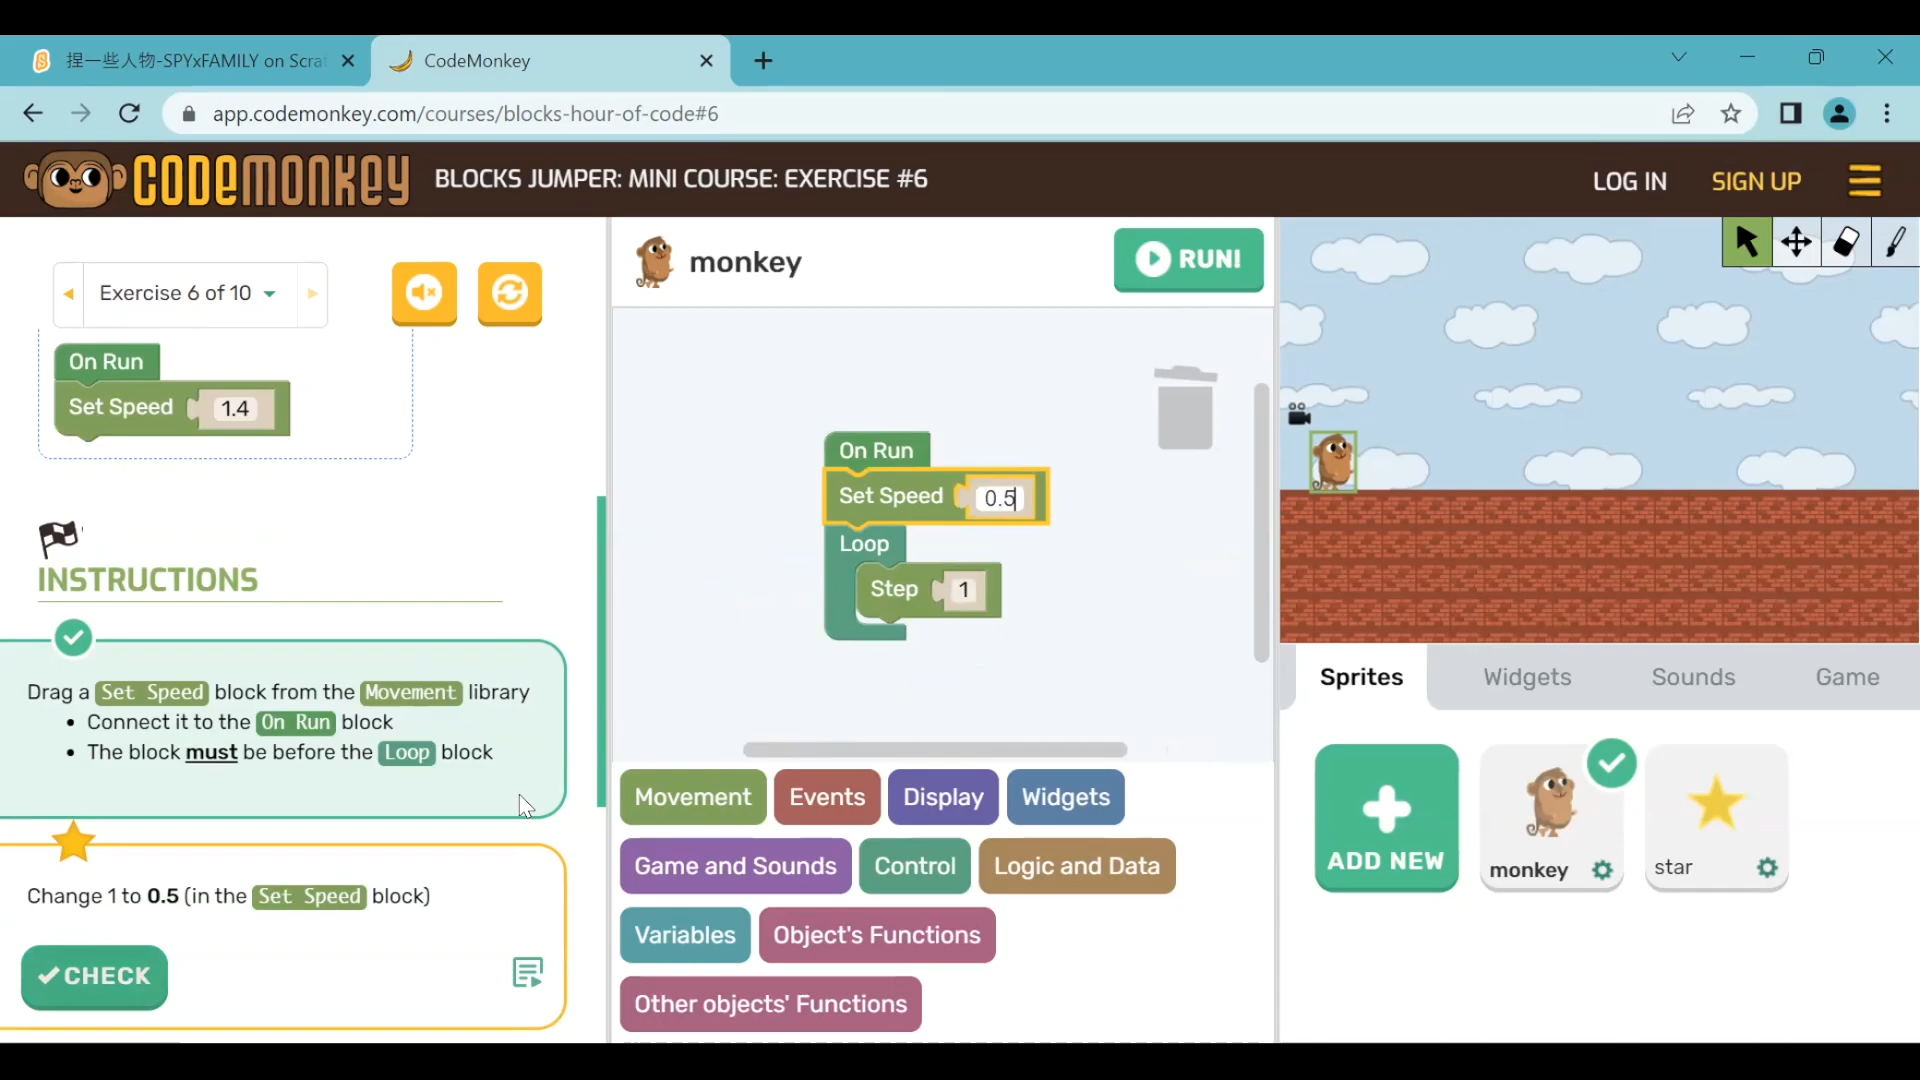 捏一些人物-SPYxFAMILY on Scrat
CodeMonkey
app.codemonkey.com/courses/blocks-hour-of-code#6
CODEMONKEY
BLOCKS JUMPER: MINI COURSE: EXERCISE #6
LOG IN
SIGN UP
Exercise 6 of 10
On Run
Set Speed 1.4
INSTRUCTIONS
Drag a Set Speed block from the Movement library
• Connect it to the On Run block
• The block must be before the Loop block
Change 1 to 0.5 (in the Set Speed block)
CHECK
monkey
RUN!
On Run
Set Speed 0.5
Loop
Step 1
Movement
Events
Display
Widgets
Game and Sounds
Control
Logic and Data
Variables
Object's Functions
Other objects' Functions
Sprites
Widgets
Sounds
Game
ADD NEW
monkey
star